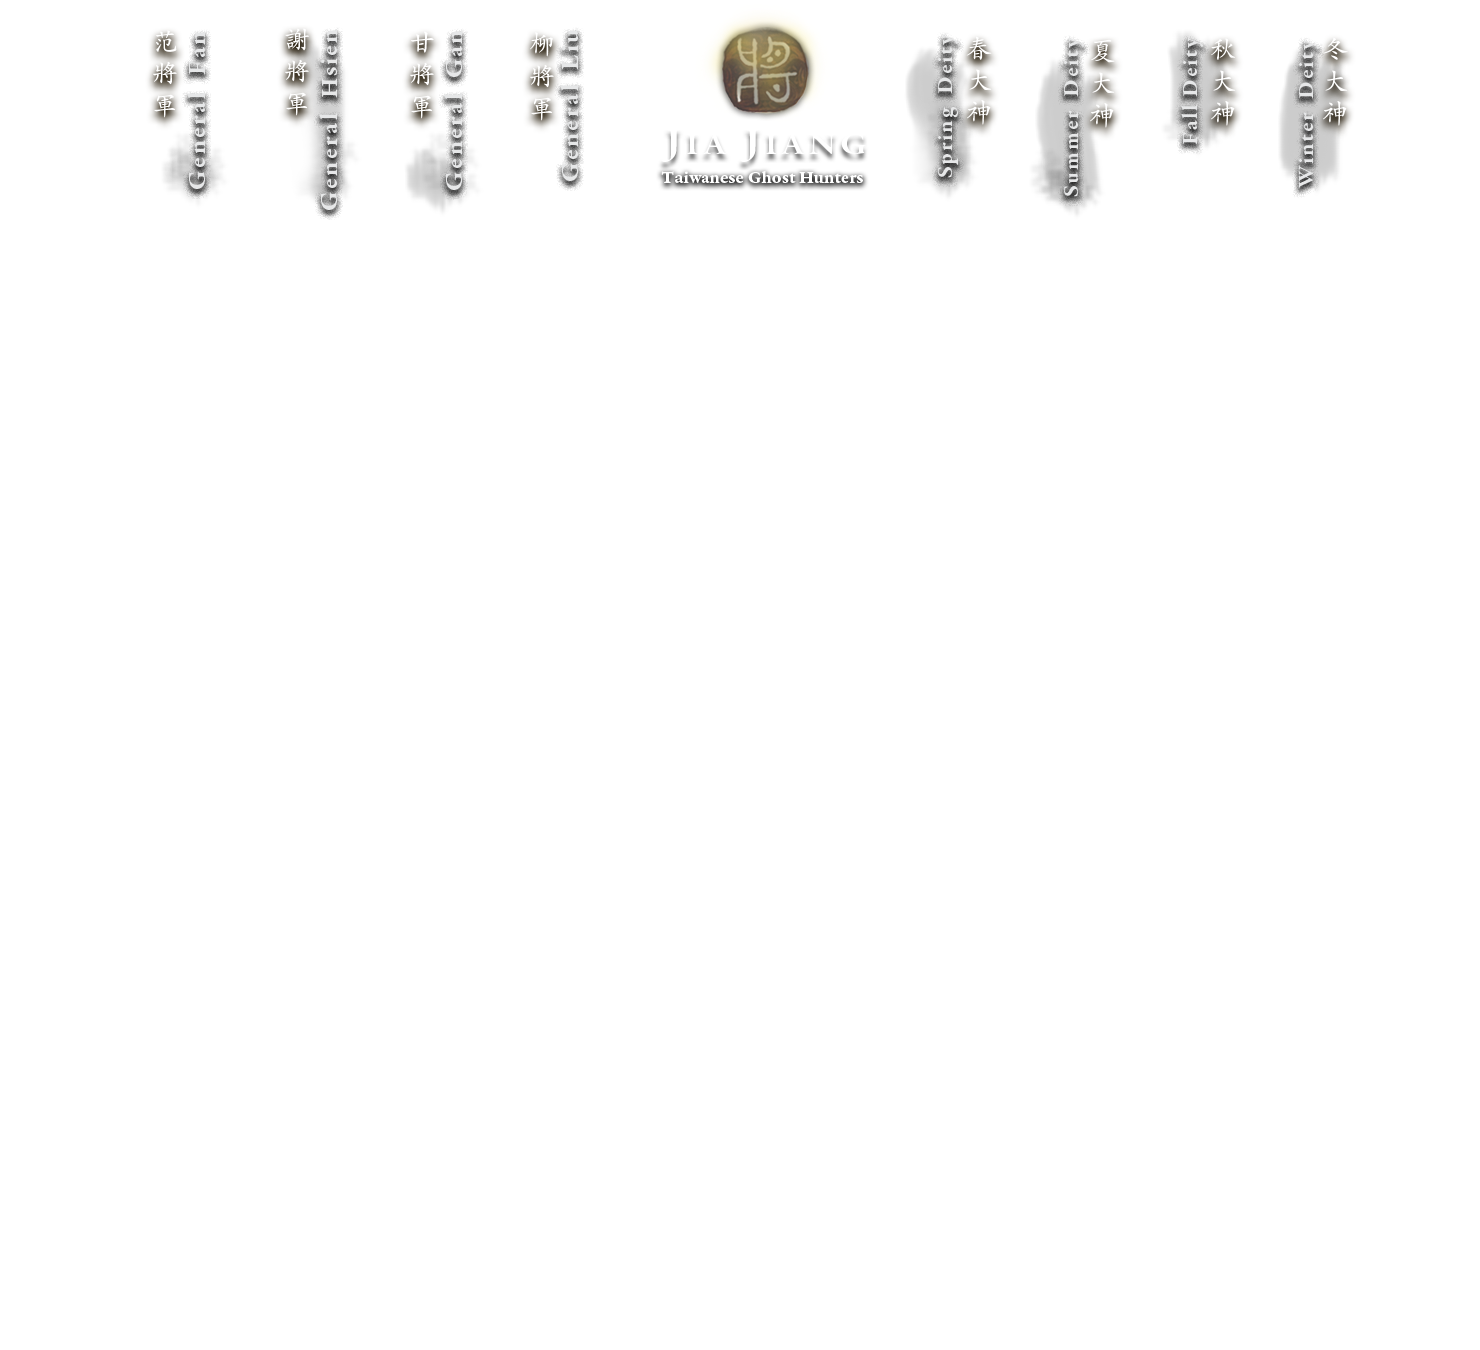 范將軍
General Fan
謝將軍
General Hsien
甘將軍
General Gan
柳將軍
General Liu
將
JIA JIANG
Taiwanese Ghost Hunters
Spring Deity
春大神
Summer Deity
夏大神
Fall Deity
秋大神
Winter Deity
冬大神